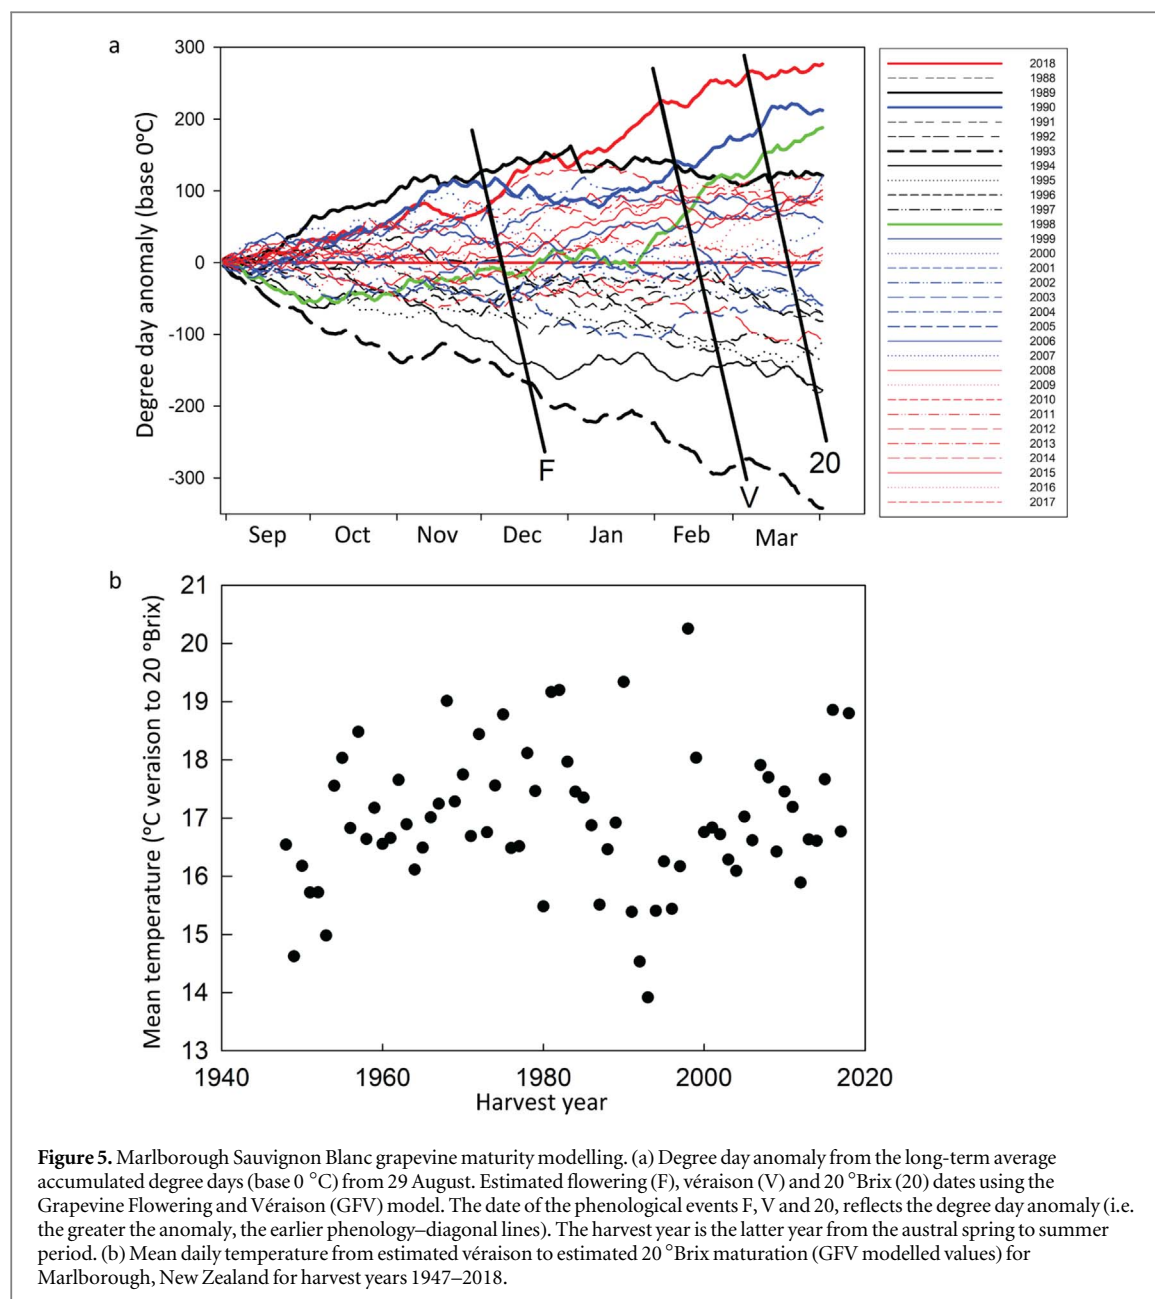 a
300
200
100
0
-100
-200
-300
Degree day anomaly (base 0°C)
F
V
20
Sep
Oct
Nov
Dec
Jan
Feb
Mar
2018
1988
1989
1990
1991
1992
1993
1994
1995
1996
1997
1998
1999
2000
2001
2002
2003
2004
2005
2006
2007
2008
2009
2010
2011
2012
2013
2014
2015
2016
2017
b
21
20
19
18
17
16
15
14
13
Mean temperature (°C veraison to 20 °Brix)
1940
1960
1980
2000
2020
Harvest year
Figure 5. Marlborough Sauvignon Blanc grapevine maturity modelling. (a) Degree day anomaly from the long-term average
accumulated degree days (base 0 °C) from 29 August. Estimated flowering (F), véraison (V) and 20 °Brix (20) dates using the
Grapevine Flowering and Véraison (GFV) model. The date of the phenological events F, V and 20, reflects the degree day anomaly (i.e.
the greater the anomaly, the earlier phenology–diagonal lines). The harvest year is the latter year from the austral spring to summer
period. (b) Mean daily temperature from estimated véraison to estimated 20 °Brix maturation (GFV modelled values) for
Marlborough, New Zealand for harvest years 1947–2018.